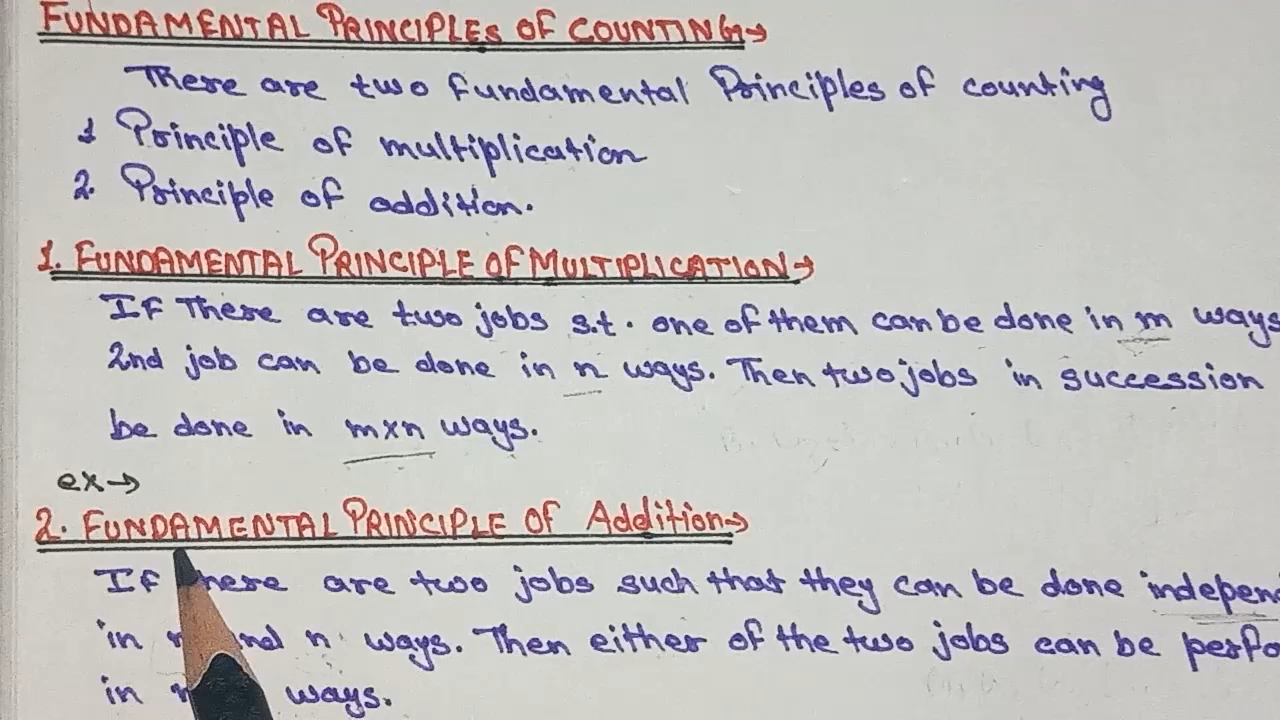 FUNDAMENTAL PRINCIPLES OF COUNTING→
There are two fundamental Principles of counting
1 Principle of multiplication
2. Principle of addition.
1. FUNDAMENTAL PRINCIPLE OF MULTIPLICATION→
If There are two jobs s.t. one of them can be done in m ways
2nd job can be done in n ways. Then two jobs in succession
be done in m×n ways.
ex→
2. FUNDAMENTAL PRINCIPLE OF Addition→
If are two jobs such that they can be done
in n ways. Then either of the two jobs can be
in ways.